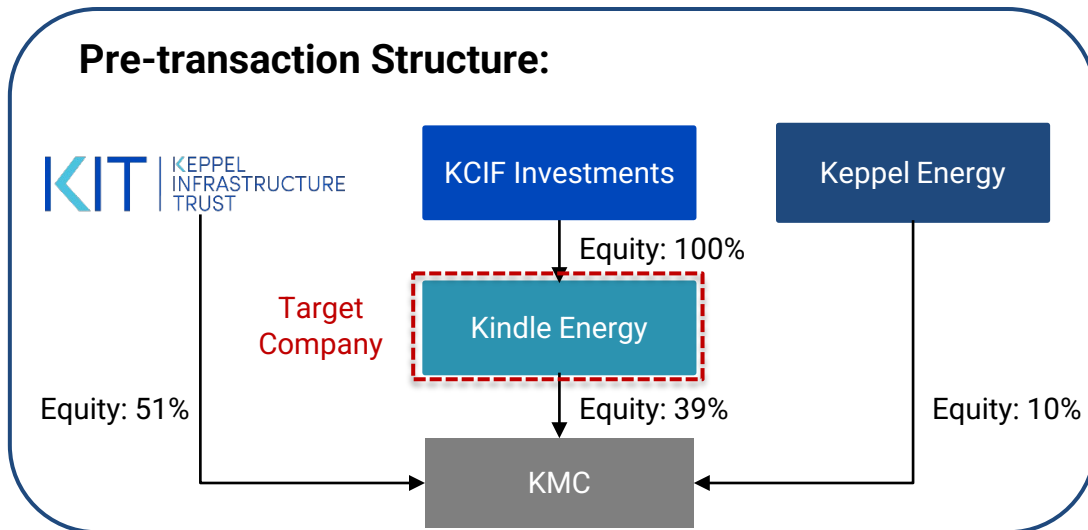 Pre-transaction Structure:
KIT
KEPPEL
INFRASTRUCTURE
TRUST
KCIF Investments
Keppel Energy
Equity: 100%
Target
Company
Kindle Energy
Equity: 51%
Equity: 39%
Equity: 10%
KMC